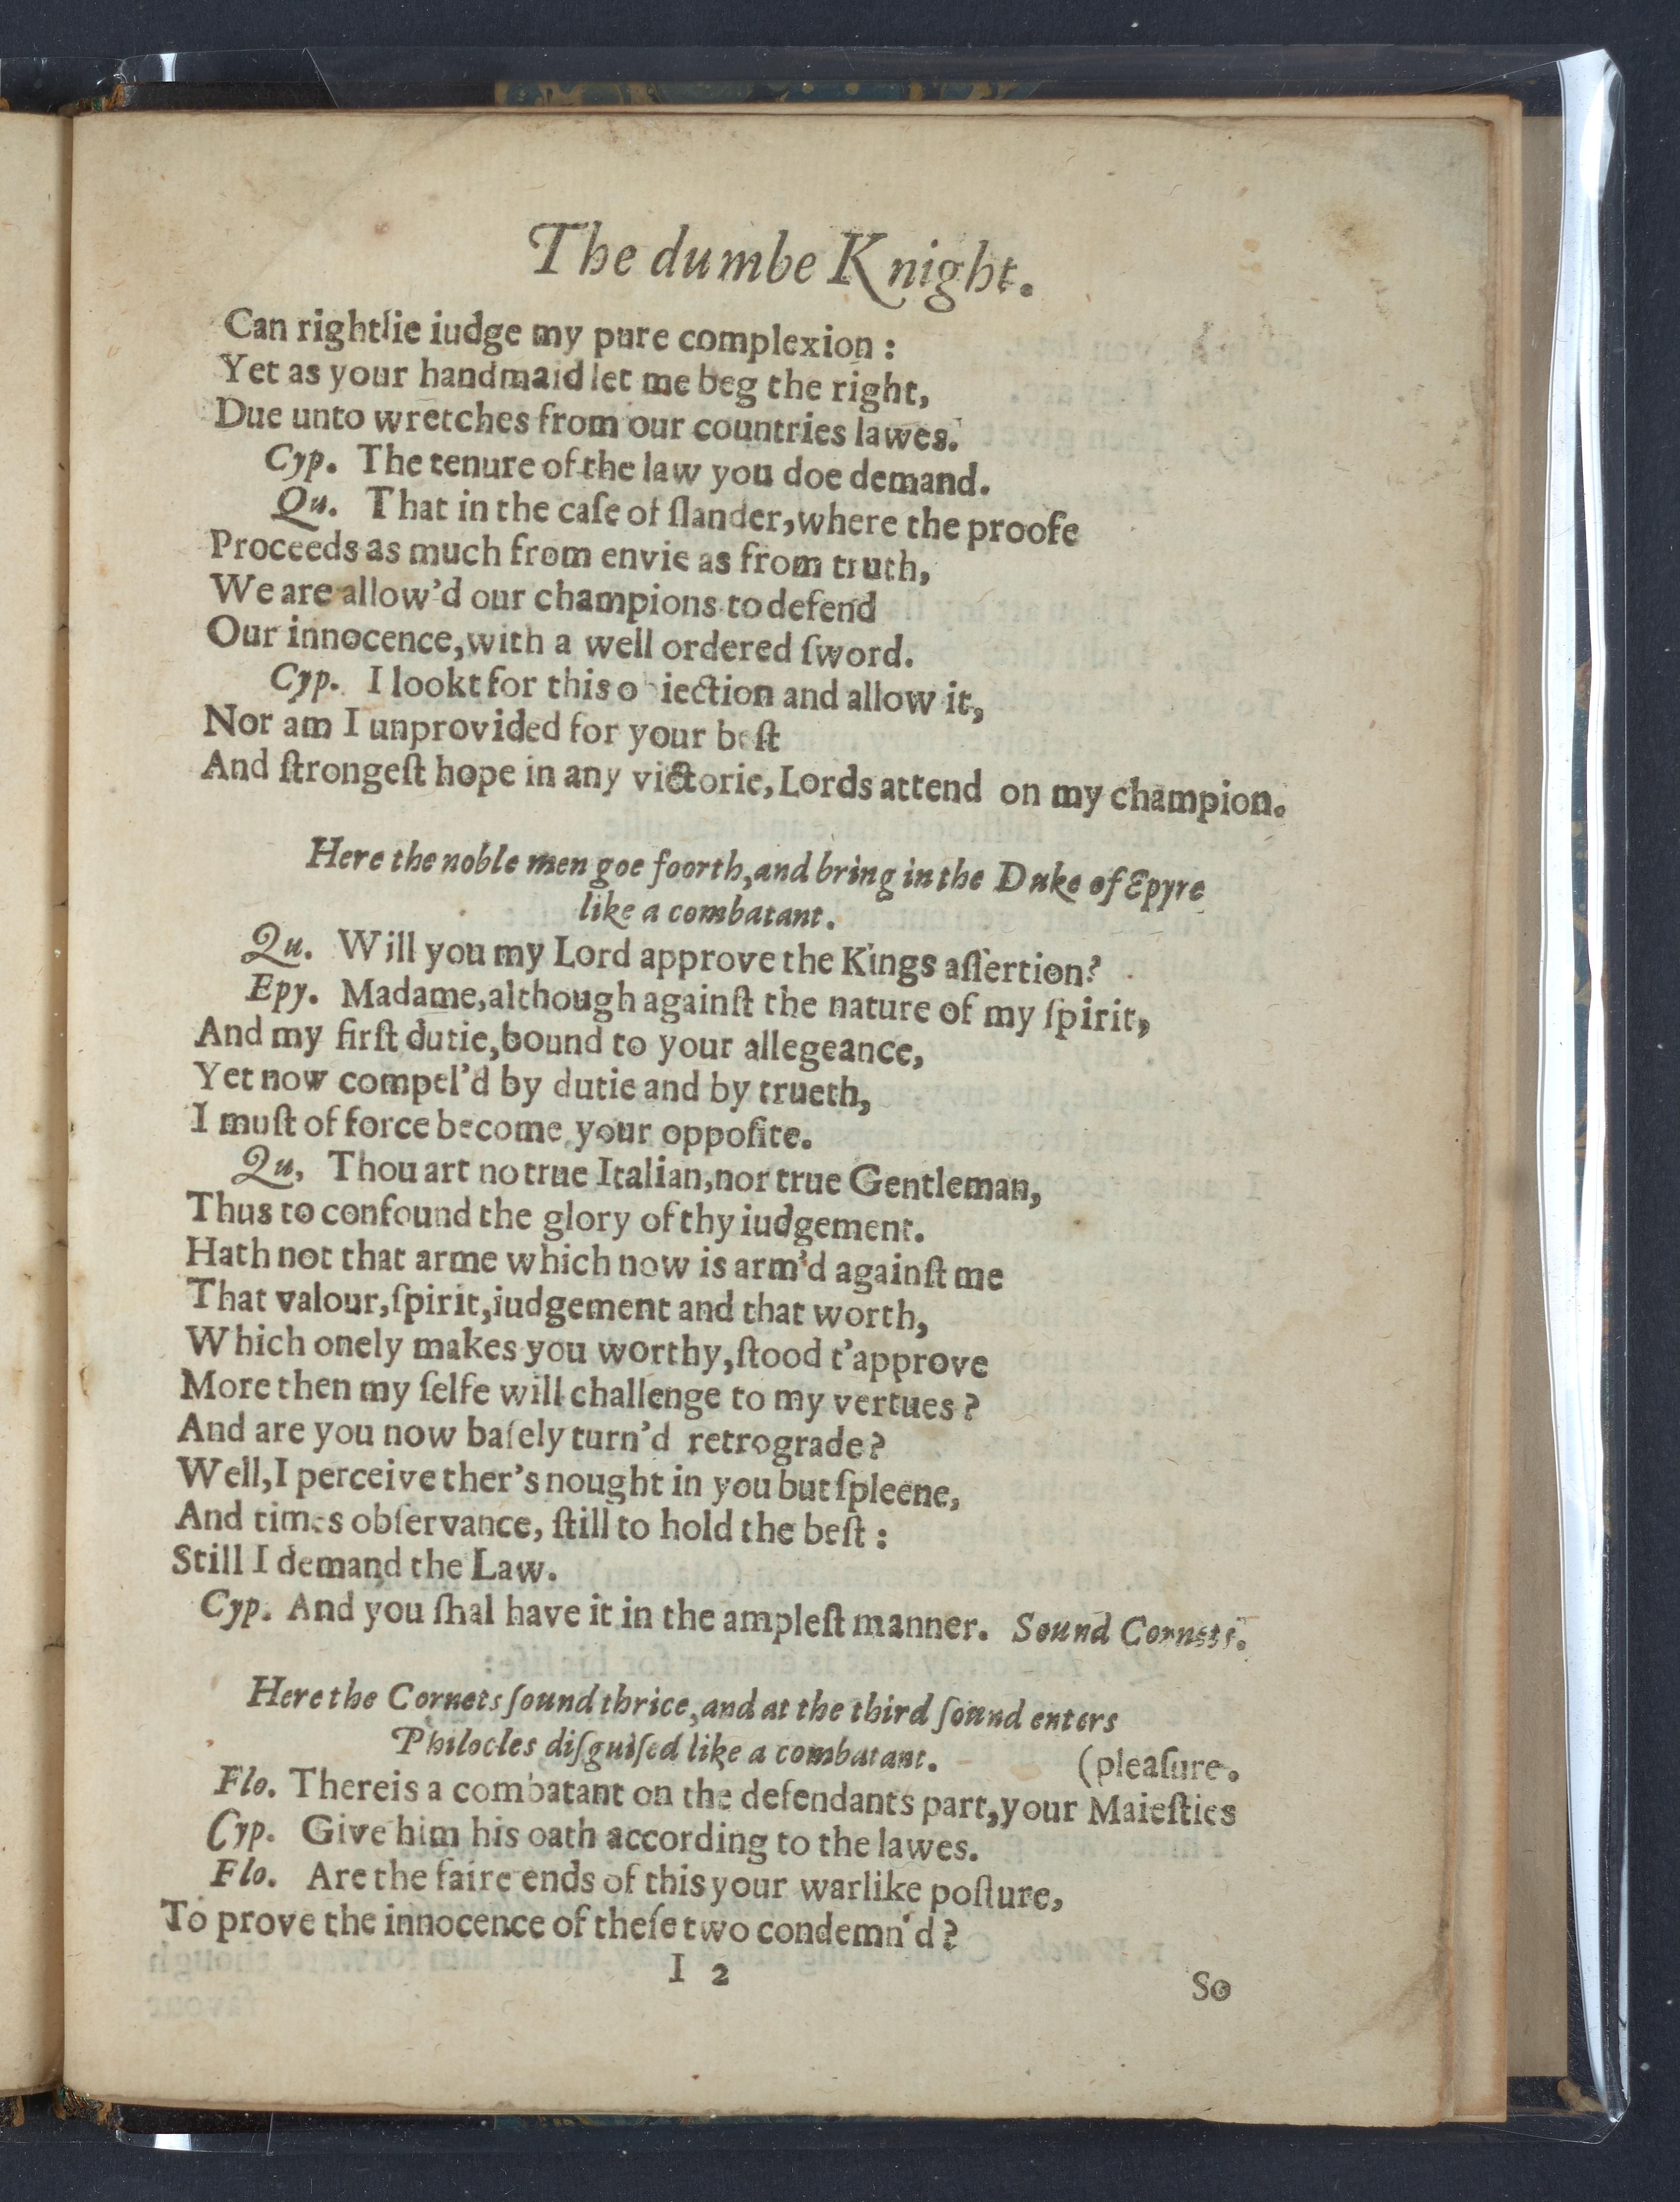 The dumbe Knight.
Can rightlie iudge my pure complexion :
Yet as your handmaid let me beg the right,
Due unto wretches from our countries lawes.
Cyp. The tenure of the law you doe demand.
Qu. That in the caſe of ſlander, where the proofe
Proceeds as much from envie as from truth,
We are allow'd our champions to defend
Our innocence, with a well ordered ſword.
Cyp. I lookt for this o iection and allow it,
Nor am I unprovided for your beſt
And ſtrongeſt hope in any victorie, Lords attend on my champion.
Here the noble men goe foorth, and bring in the Duke of Epyre
like a combatant.
Qu. Will you my Lord approve the Kings aſſertion?
Epy. Madame, although againſt the nature of my ſpirit,
And my firſt dutie, bound to your allegeance,
Yet now compel'd by dutie and by trueth,
I muſt of force become your oppoſite.
Qu, Thou art no true Italian, nor true Gentleman,
Thus to confound the glory of thy iudgement.
Hath not that arme which now is arm'd againſt me
That valour, ſpirit, iudgement and that worth,
Which onely makes you worthy, ſtood t'approve
More then my ſelfe will challenge to my vertues ?
And are you now baſely turn'd retrograde?
Well, I perceive ther's nought in you but ſpleene,
And times obſervance, ſtill to hold the beſt :
Still I demand the Law.
Cyp. And you ſhal have it in the ampleſt manner. Sound Cornets.
Here the Cornets ſound thrice, and at the third ſound enters
Philocles diſguiſed like a combatant. (pleaſure.
Flo. There is a combatant on the defendants part, your Maieſties
Cyp. Give him his oath according to the lawes.
Flo. Are the faire ends of this your warlike poſture,
To prove the innocence of theſe two condemn'd ?
I 2
So